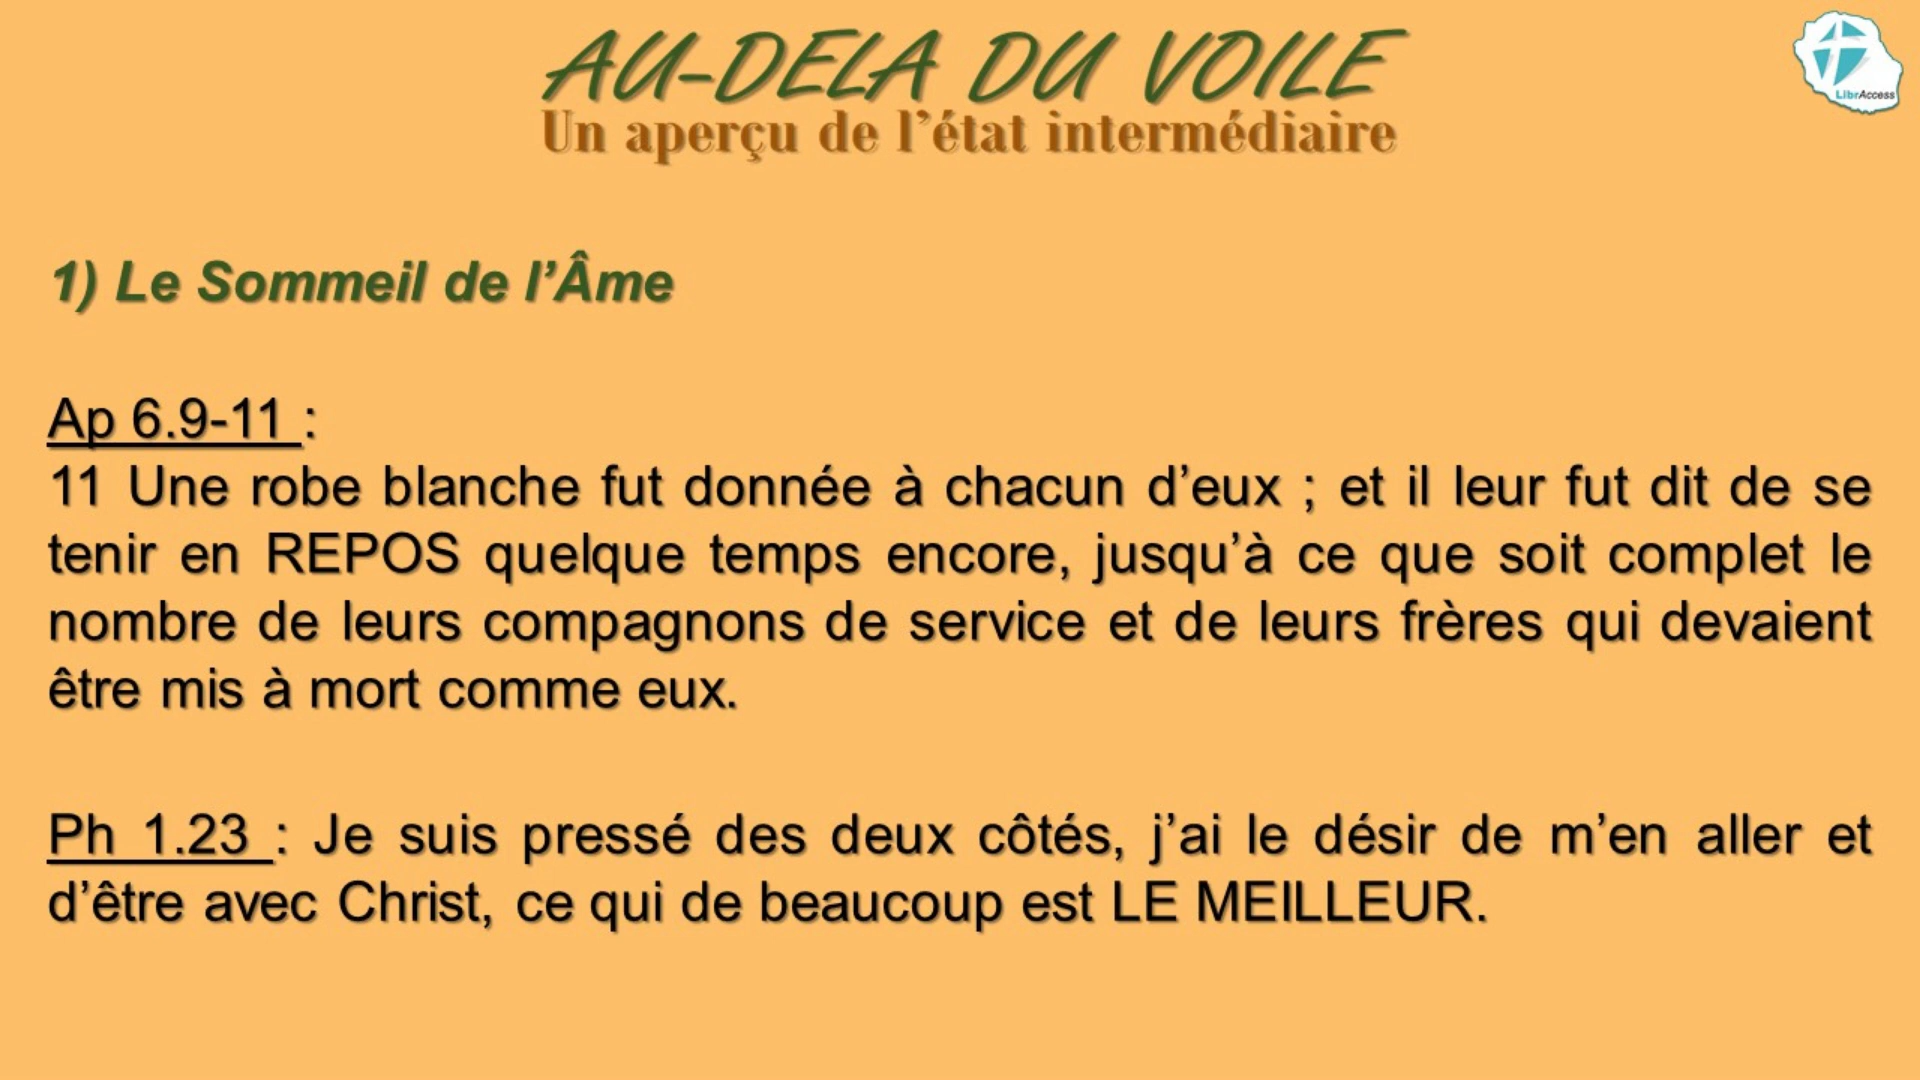 AU-DELA DU VOILE
Un aperçu de l’état intermédiaire
LibrAccess
1) Le Sommeil de l’Âme
Ap 6.9-11 :
11 Une robe blanche fut donnée à chacun d’eux ; et il leur fut dit de se
tenir en REPOS quelque temps encore, jusqu’à ce que soit complet le
nombre de leurs compagnons de service et de leurs frères qui devaient
être mis à mort comme eux.
Ph 1.23 : Je suis pressé des deux côtés, j’ai le désir de m’en aller et
d’être avec Christ, ce qui de beaucoup est LE MEILLEUR.